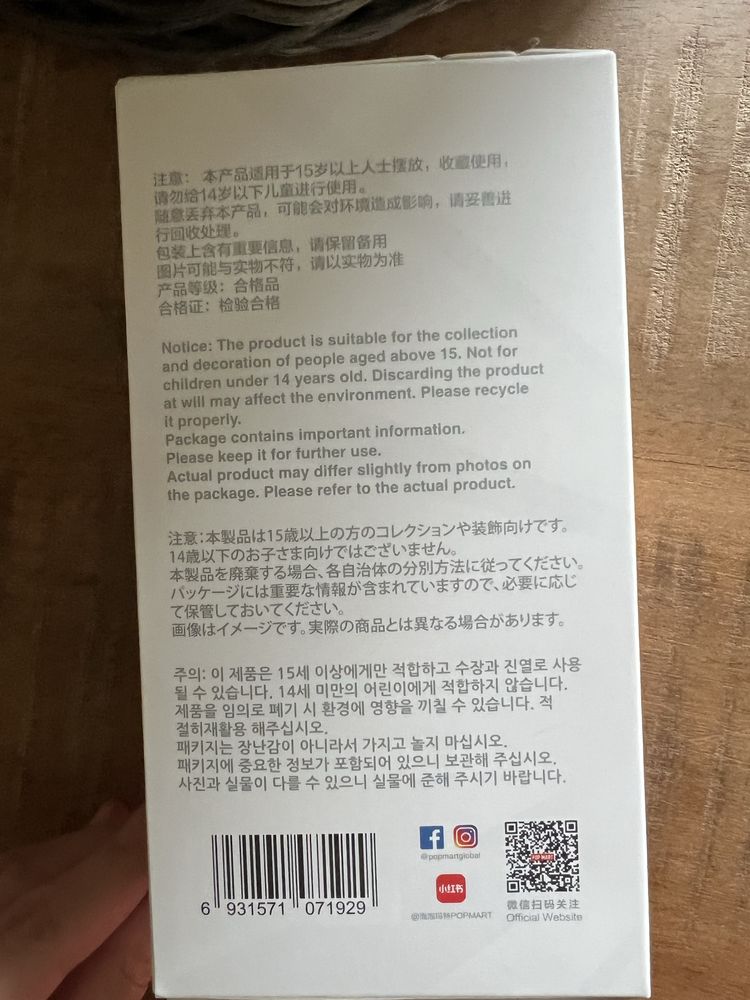 注意： 本产品适用于15岁以上人士摆放，收藏使用，
请勿给14岁以下儿童进行使用。
随意丢弃本产品，可能会对环境造成影响，请妥善进
行回收处理。
包装上含有重要信息，请保留备用
图片可能与实物不符，请以实物为准
产品等级：合格品
合格证：检验合格
Notice: The product is suitable for the collection
and decoration of people aged above 15. Not for
children under 14 years old. Discarding the product
at will may affect the environment. Please recycle
it properly.
Package contains important information.
Please keep it for further use.
Actual product may differ slightly from photos on
the package. Please refer to the actual product.
注意：本製品は15歳以上の方のコレクションや装飾向けです。
14歳以下のお子さま向けではございません。
本製品を廃棄する場合、各自治体の分別方法に従ってください。
パッケージには重要な情報が含まれていますので、必要に応じ
て保管しておいてください。
画像はイメージです。実際の商品とは異なる場合があります。
주의: 이 제품은 15세 이상에게만 적합하고 수장과 진열로 사용
될 수 있습니다. 14세 미만의 어린이에게 적합하지 않습니다.
제품을 임의로 폐기 시 환경에 영향을 끼칠 수 있습니다. 적
절히재활용 해주십시오.
패키지는 장난감이 아니라서 가지고 놀지 마십시오.
패키지에 중요한 정보가 포함되어 있으니 보관해 주십시오.
사진과 실물이 다를 수 있으니 실물에 준해 주시기 바랍니다.
@popmartglobal
POP MART
小红书
@泡泡玛特POPMART
微信扫码关注
Official Website
6 931571 071929